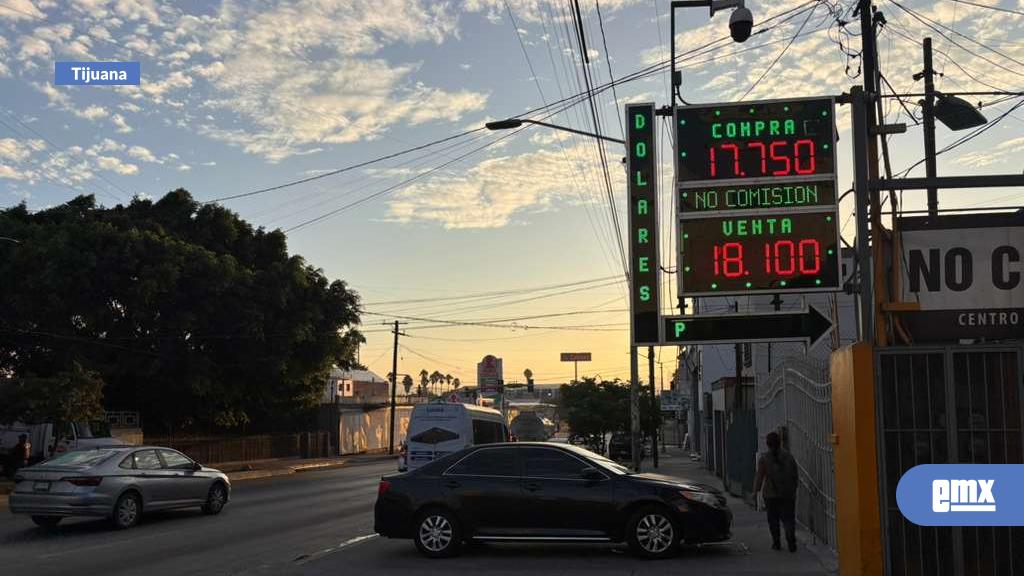 Tijuana
DOLARES
COMPRA
17.750
NO COMISION
VENTA
18.100
P
NO C
CENTRO
emx